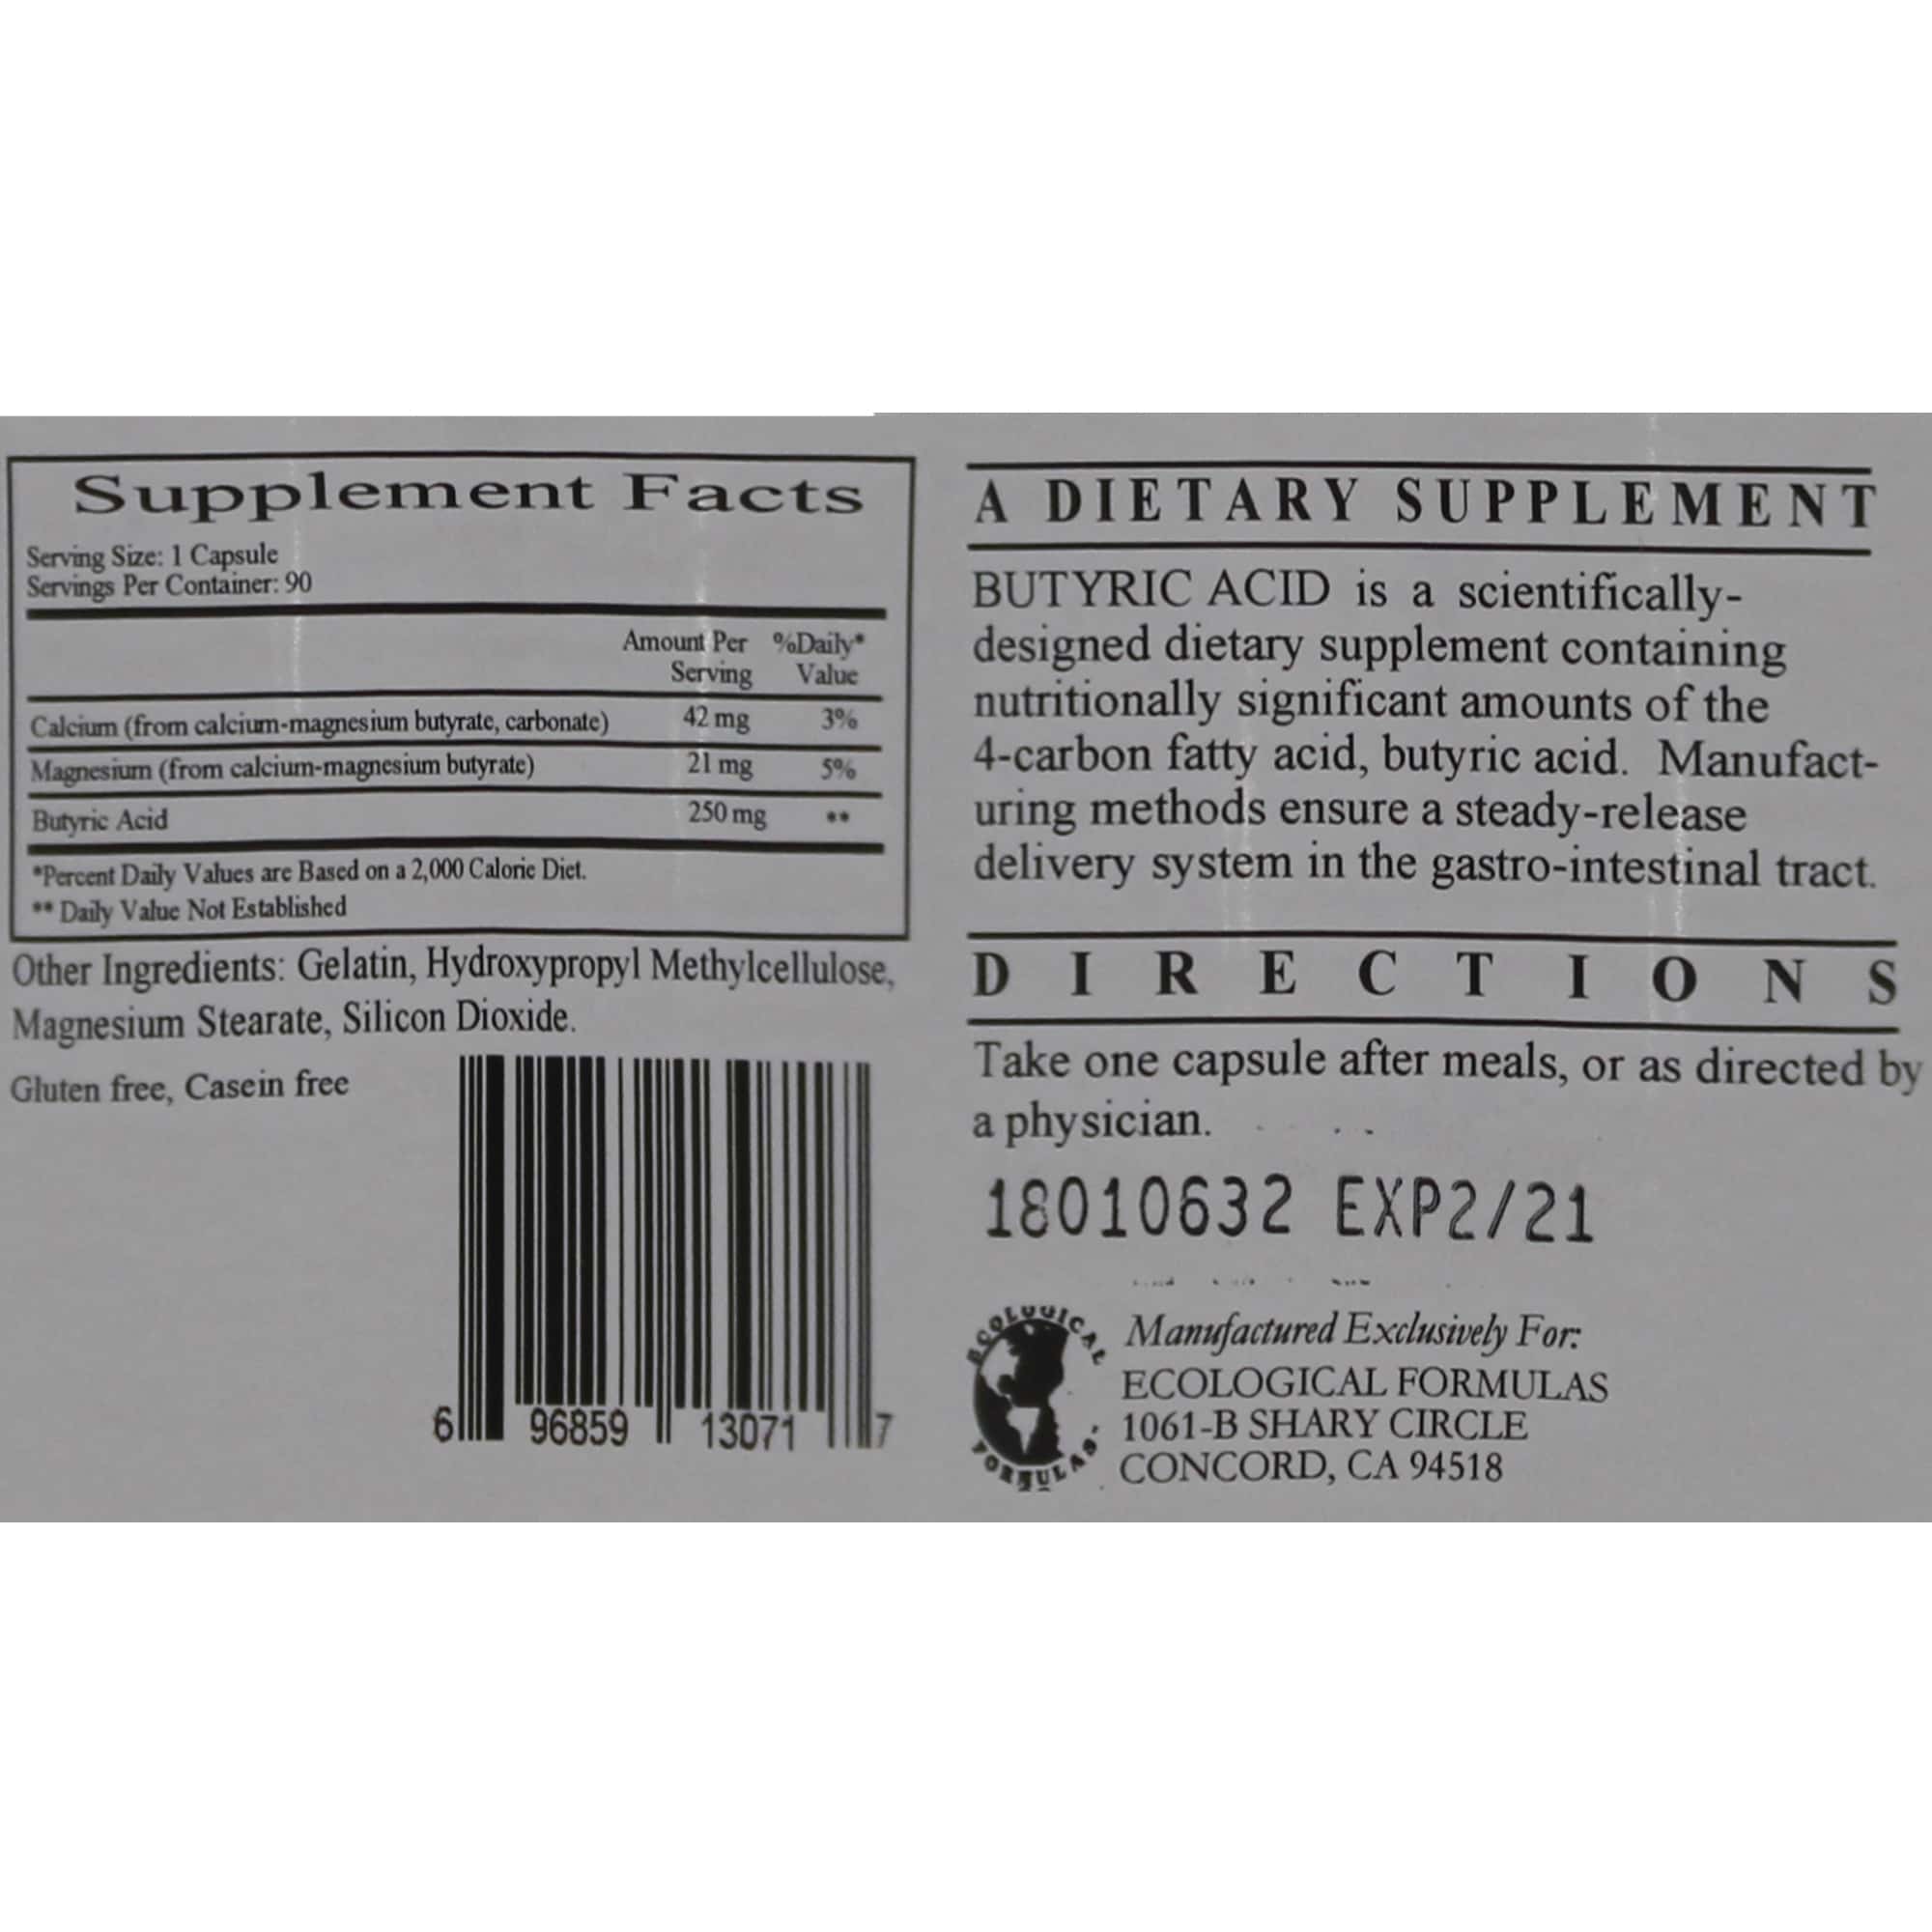 Supplement Facts
Serving Size: 1 Capsule
Servings Per Container: 90
Amount Per %Daily*
Serving Value
Calcium (from calcium-magnesium butyrate, carbonate) 42 mg 3%
Magnesium (from calcium-magnesium butyrate) 21 mg 5%
Butyric Acid 250 mg **
*Percent Daily Values are Based on a 2,000 Calorie Diet.
** Daily Value Not Established
Other Ingredients: Gelatin, Hydroxypropyl Methylcellulose,
Magnesium Stearate, Silicon Dioxide.
Gluten free, Casein free
6 96859 13071 7
A DIETARY SUPPLEMENT
BUTYRIC ACID is a scientifically-
designed dietary supplement containing
nutritionally significant amounts of the
4-carbon fatty acid, butyric acid. Manufact-
uring methods ensure a steady-release
delivery system in the gastro-intestinal tract.
DIRECTIONS
Take one capsule after meals, or as directed by
a physician.
18010632 EXP2/21
ECOLOGICAL
FORMULAS
Manufactured Exclusively For:
ECOLOGICAL FORMULAS
1061-B SHARY CIRCLE
CONCORD, CA 94518